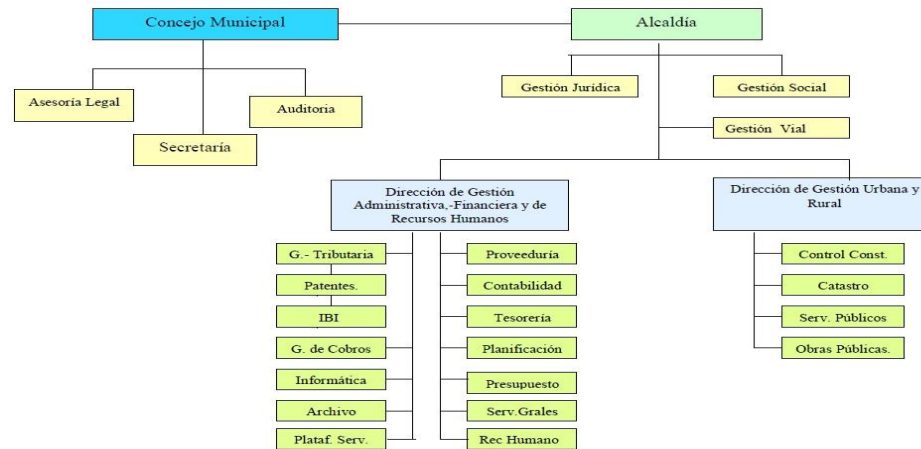 Concejo Municipal
Alcaldía
Asesoría Legal
Auditoria
Secretaría
Gestión Jurídica
Gestión Social
Gestión Vial
Dirección de Gestión
Administrativa,-Financiera y de
Recursos Humanos
Dirección de Gestión Urbana y
Rural
G.- Tributaria
Patentes.
IBI
G. de Cobros
Informática
Archivo
Plataf. Serv.
Proveeduría
Contabilidad
Tesorería
Planificación
Presupuesto
Serv.Grales
Rec Humano
Control Const.
Catastro
Serv. Públicos
Obras Públicas.